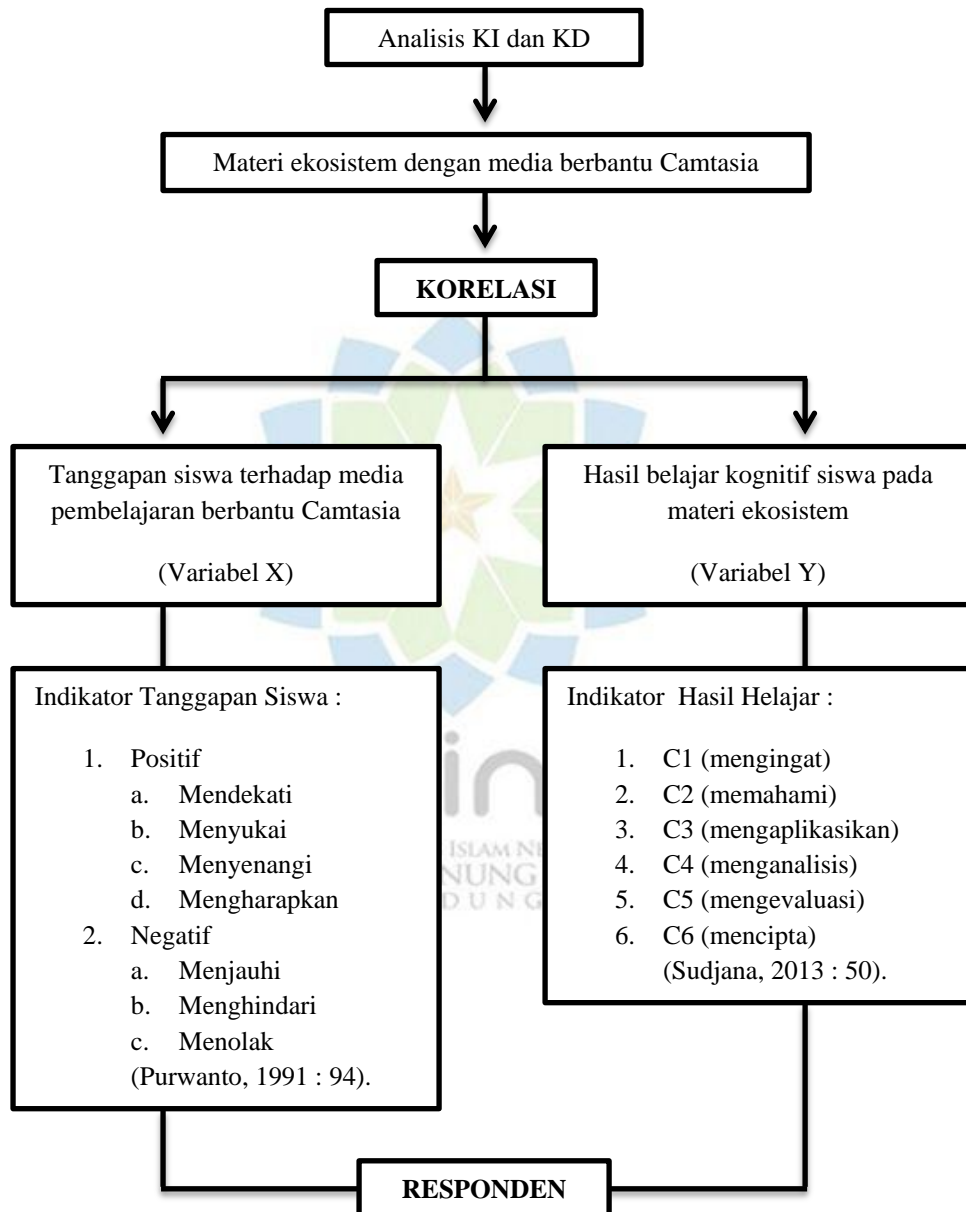 Analisis KI dan KD
Materi ekosistem dengan media berbantu Camtasia
KORELASI
Tanggapan siswa terhadap media
pembelajaran berbantu Camtasia
(Variabel X)
Hasil belajar kognitif siswa pada
materi ekosistem
(Variabel Y)
Indikator Tanggapan Siswa :
1. Positif
a. Mendekati
b. Menyukai
c. Menyenangi
d. Mengharapkan
2. Negatif
a. Menjauhi
b. Menghindari
c. Menolak
(Purwanto, 1991 : 94).
Indikator Hasil Helajar :
1. C1 (mengingat)
2. C2 (memahami)
3. C3 (mengaplikasikan)
4. C4 (menganalisis)
5. C5 (mengevaluasi)
6. C6 (mencipta)
(Sudjana, 2013 : 50).
ISLAM
RESPONDEN